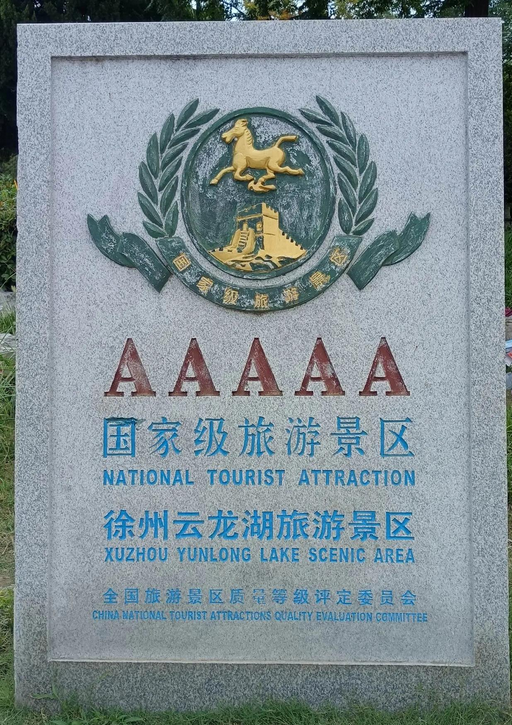 国家级旅游景区
AAAAA
国家级旅游景区
NATIONAL TOURIST ATTRACTION
徐州云龙湖旅游景区
XUZHOU YUNLONG LAKE SCENIC AREA
全国旅游景区质量等级评定委员会
CHINA NATIONAL TOURIST ATTRACTIONS QUALITY EVALUATION COMMITTEE